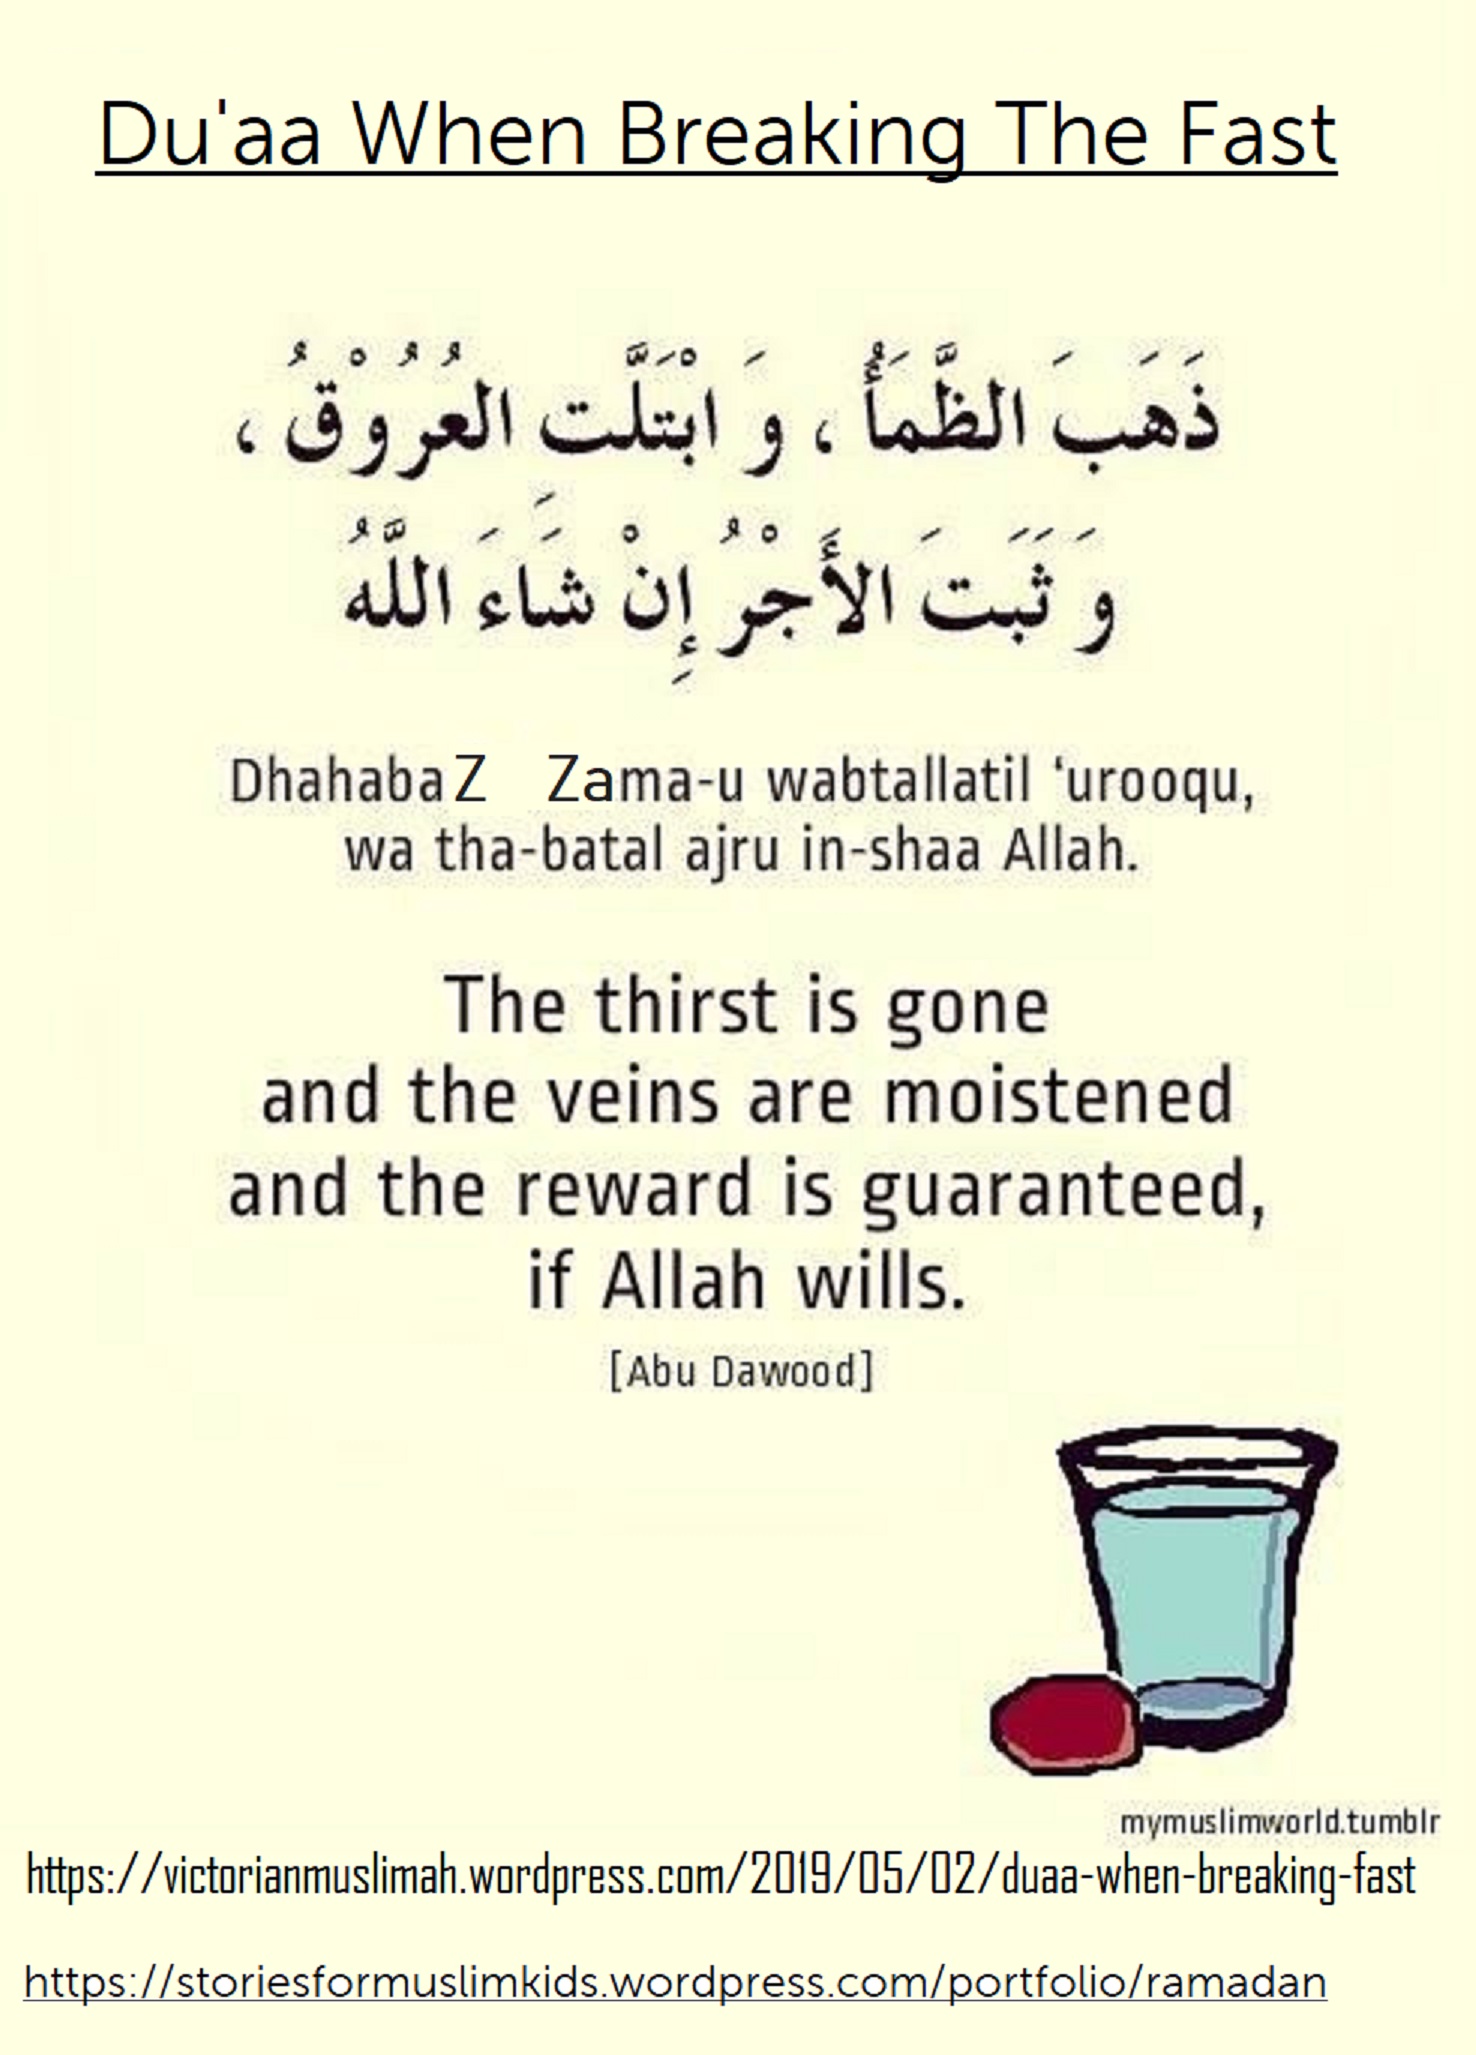 Du'aa When Breaking The Fast
ذَهَبَ الظَّمَأُ ، وَ ابْتَلَّت العُرُوْقُ ،
وَ ثَبَتَ الأَجْرُ إِنْ شَاءَ اللَّهُ
Dhahaba Z Zama-u wabtallatil ‘urooqu,
wa tha-batal ajru in-shaa Allah.
The thirst is gone
and the veins are moistened
and the reward is guaranteed,
if Allah wills.
[Abu Dawood]
mymuslimworld.tumblr
https://victorianmuslimah.wordpress.com/2019/05/02/duaa-when-breaking-fast
https://storiesformuslimkids.wordpress.com/portfolio/ramadan